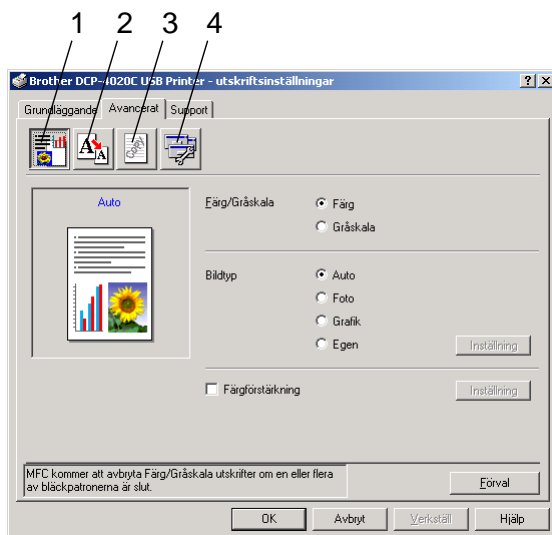 1 2 3 4
Brother DCP-4020C USB Printer - utskriftsinställningar
Grundläggande Avancerat Support
A A copy
Auto
Färg/Gråskala
Färg
Gråskala
Bildtyp
Auto
Foto
Grafik
Egen
Inställning
Färgförstärkning
Inställning
MFC kommer att avbryta Färg/Gråskala utskrifter om en eller flera
av bläckpatronerna är slut.
Förval
OK Avbryt Verkställ Hjälp